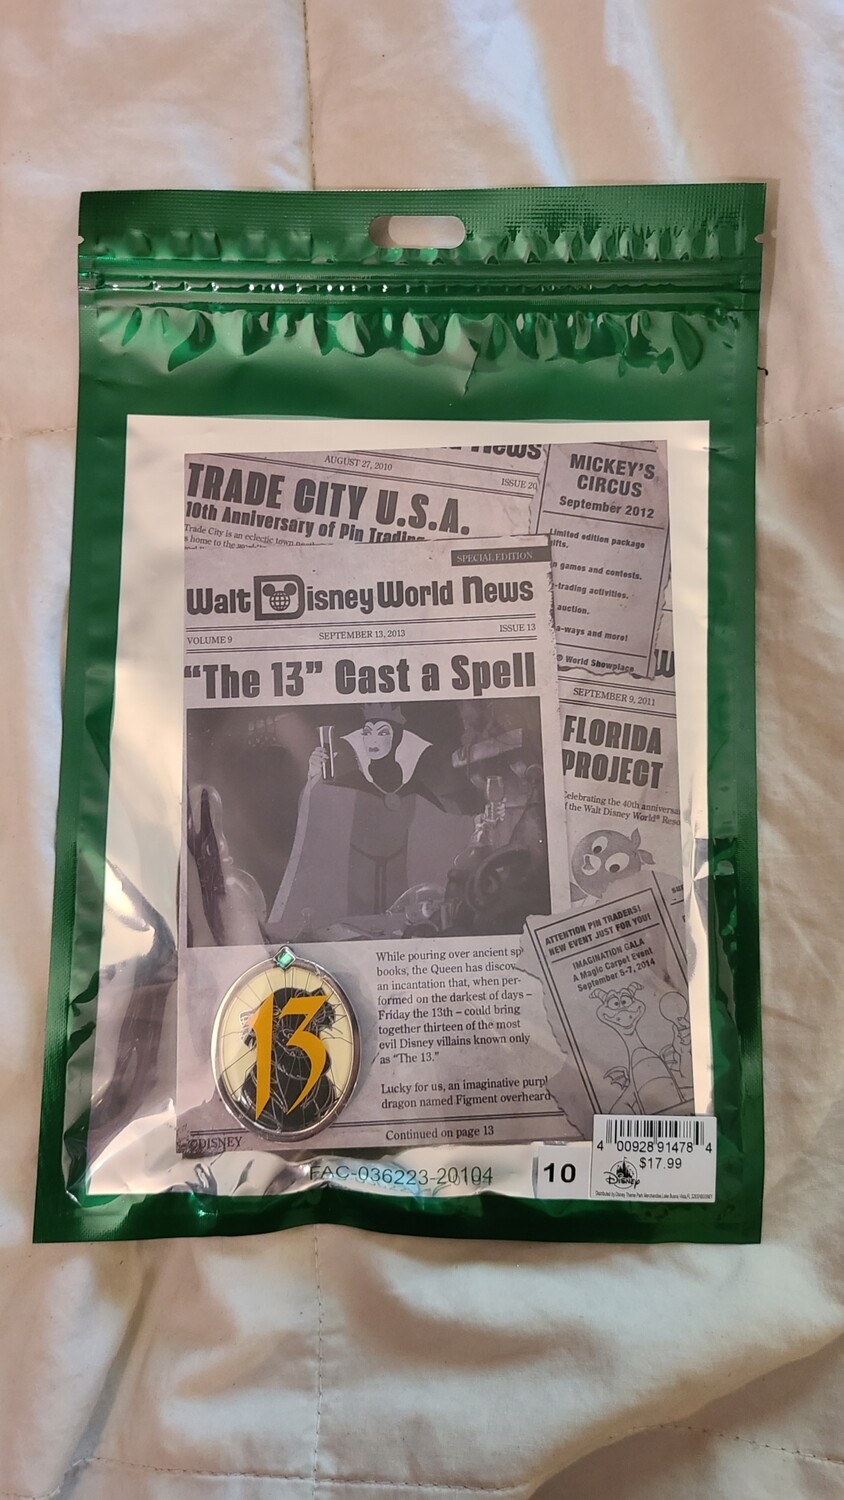 News
AUGUST 27, 2010
ISSUE 20
TRADE CITY U.S.A.
10th Anniversary of Pin Trading
Trade City is an eclectic town
home to the
MICKEY'S
CIRCUS
September 2012
Limited edition package
gifts.
games and contests.
-trading activities.
auction.
a-ways and more!
World Showplace
SPECIAL EDITION
Walt Disney World News
VOLUME 9
SEPTEMBER 13, 2013
ISSUE 13
"The 13" Cast a Spell
SEPTEMBER 9, 2011
FLORIDA
PROJECT
Celebrating the 40th anniversa
the Walt Disney World® Reso
ATTENTION PIN TRADERS!
NEW EVENT JUST FOR YOU!
IMAGINATION GALA
A Magic Carpet Event
September 5-7, 2014
While pouring over ancient sp
books, the Queen has discov
an incantation that, when per-
formed on the darkest of days –
Friday the 13th – could bring
together thirteen of the most
evil Disney villains known only
as "The 13."
Lucky for us, an imaginative purpl
dragon named Figment overheard
Continued on page 13
13
©DISNEY
FAC-036223-20104
10
4 00928 91478 4
$17.99
Disney